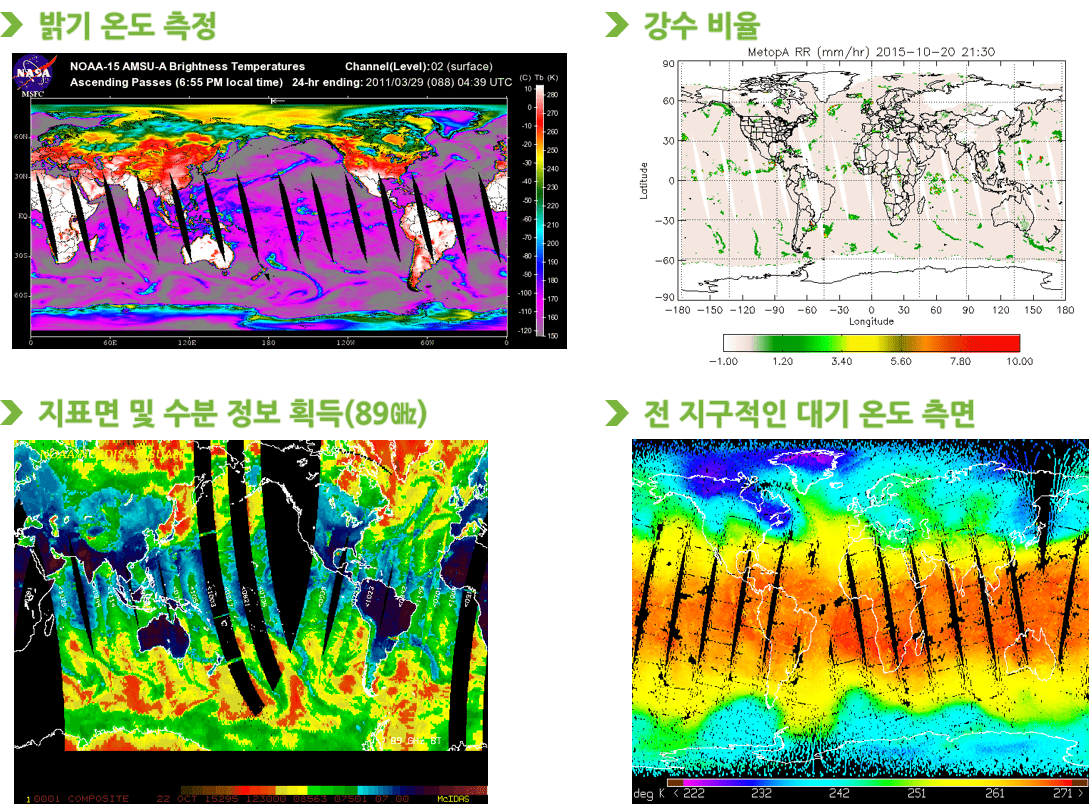 밝기 온도 측정
강수 비율
NASA
MSFC
NOAA-15 AMSU-A Brightness Temperatures Channel(Level): 02 (surface)
Ascending Passes (6:55 PM local time) 24-hr ending: 2011/03/29 (088) 04:39 UTC
(C) Tb (K)
10 280
0 270
-10 260
-20 250
-30 240
-40 230
-50 220
-60 210
-70 200
-80 190
-90 180
-100 170
-110 160
-120 150
60N
30N
EQ
30S
60S
0 60E 120E 180 120W 60W 0
MetopA RR (mm/hr) 2015-10-20 21:30
Latitude
90
60
30
0
-30
-60
-90
-180 -150 -120 -90 -60 -30 0 30 60 90 120 150 180
Longitude
-1.00 1.20 3.40 5.60 7.80 10.00
지표면 및 수분 정보 획득(89㎓)
전 지구적인 대기 온도 측면
89 GHZ BT
1 0001 COMPOSITE 22 OCT 15295 123000 08563 07501 07.00 McIDAS
deg K < 222 232 242 251 261 271 >